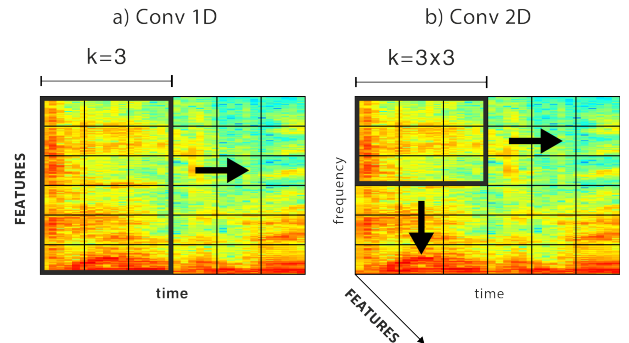 a) Conv 1D
k=3
FEATURES
time
b) Conv 2D
k=3x3
frequency
time
FEATURES